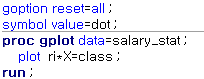 goption reset=all;
symbol value=dot;
proc gplot data=salary_stat;
plot ri*X=class;
run;